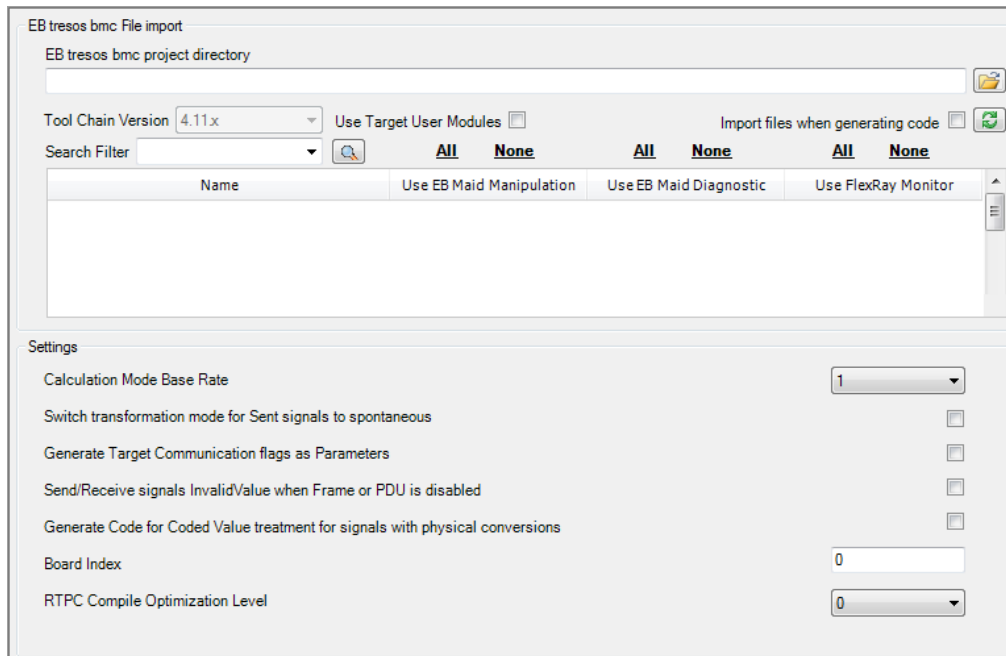 EB tresos bmc File import
EB tresos bmc project directory
Tool Chain Version 4.11.x Use Target User Modules Import files when generating code
Search Filter All None All None All None
Name Use EB Maid Manipulation Use EB Maid Diagnostic Use FlexRay Monitor
Settings
Calculation Mode Base Rate 1
Switch transformation mode for Sent signals to spontaneous
Generate Target Communication flags as Parameters
Send/Receive signals InvalidValue when Frame or PDU is disabled
Generate Code for Coded Value treatment for signals with physical conversions
Board Index 0
RTPC Compile Optimization Level 0